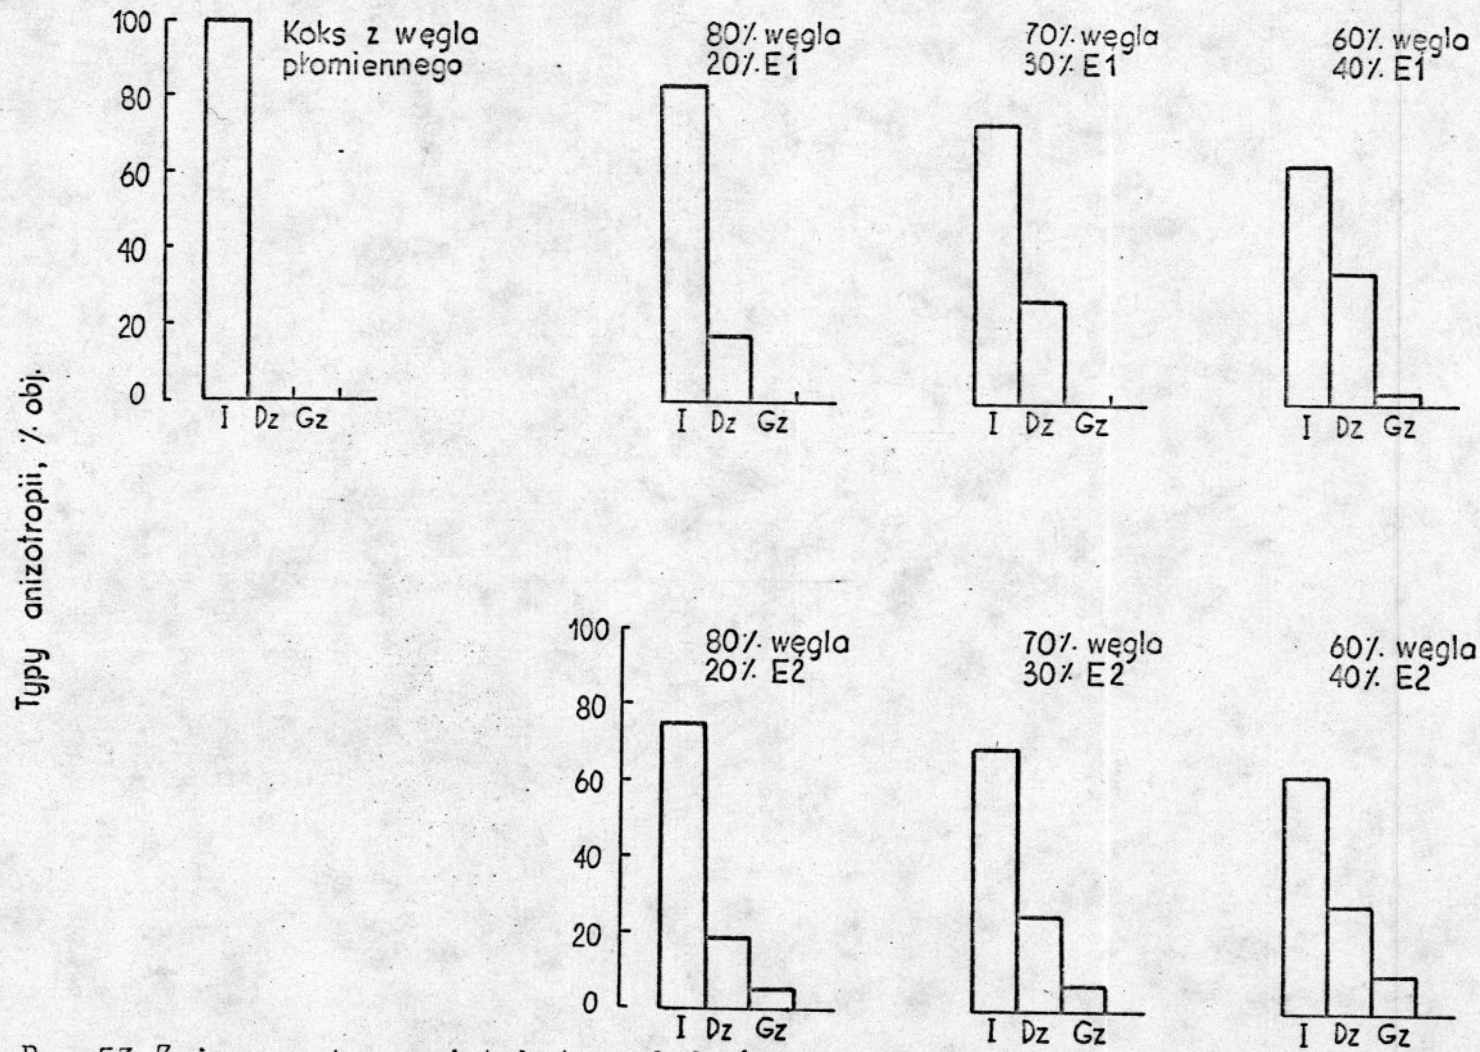 Typy anizotropii, % obj.
100
80
60
40
20
0
Koks z węgla
płomiennego
I Dz Gz
80% węgla
20% E1
I Dz Gz
70% węgla
30% E1
I Dz Gz
60% węgla
40% E1
I Dz Gz
100
80
60
40
20
0
80% węgla
20% E2
I Dz Gz
70% węgla
30% E2
I Dz Gz
60% węgla
40% E2
I Dz Gz